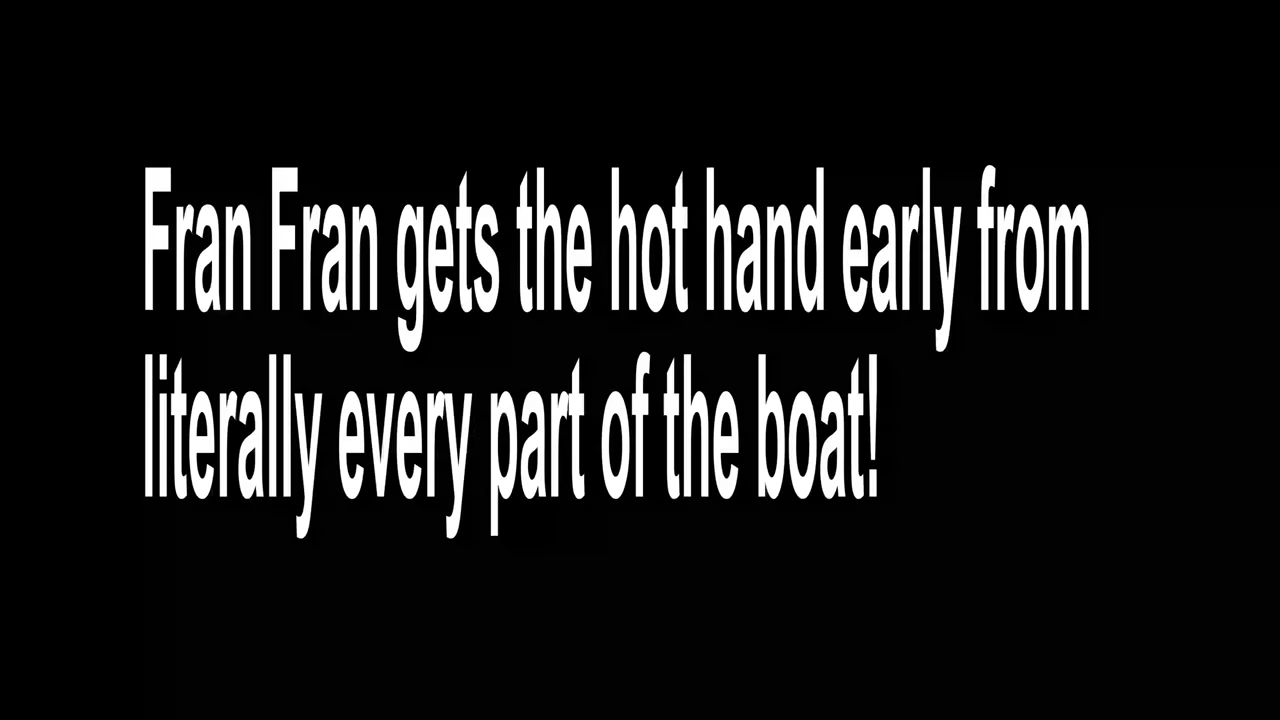 Fran Fran gets the hot hand early from
literally every part of the boat!